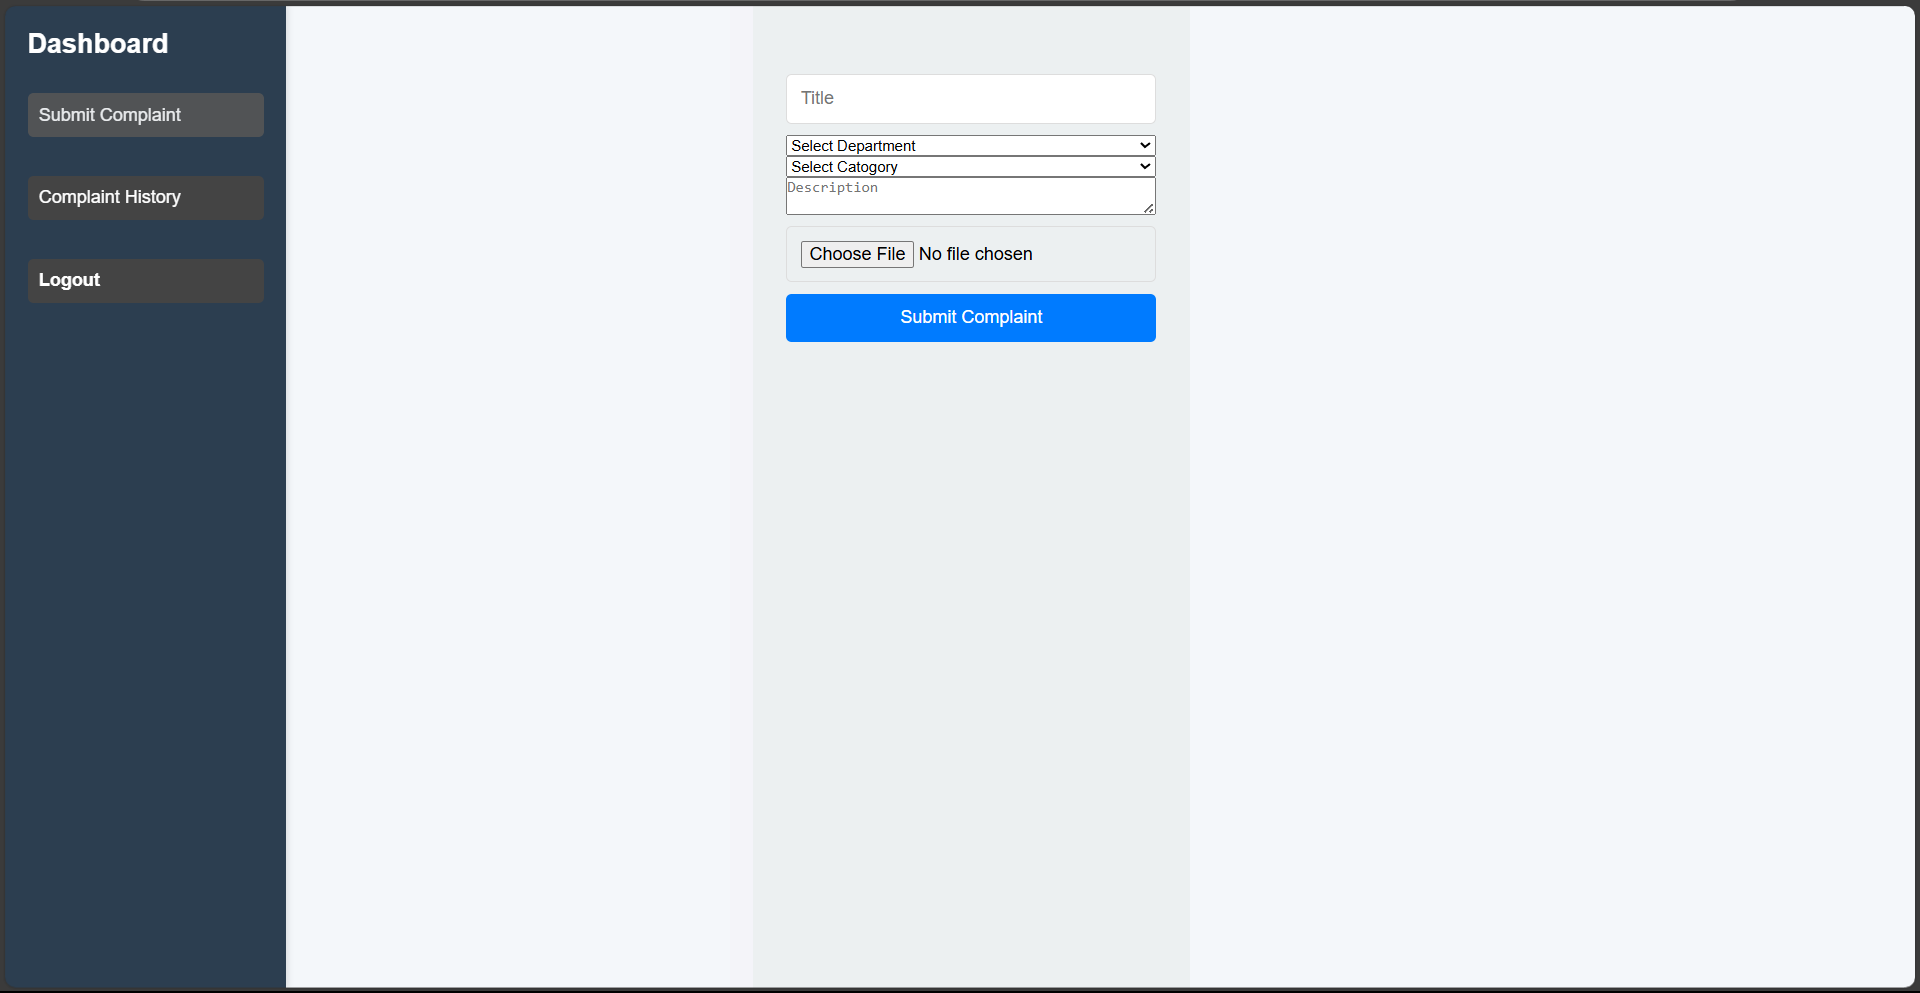 Dashboard
Submit Complaint
Complaint History
Logout
Title
Select Department
Select Catogory
Description
Choose File No file chosen
Submit Complaint